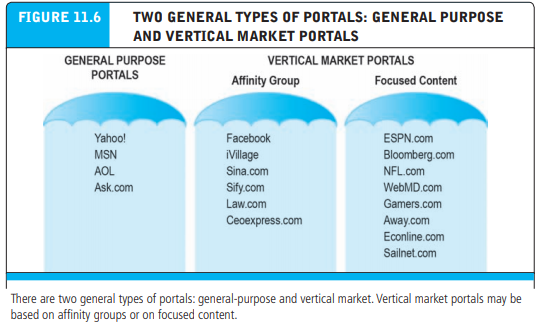 FIGURE 11.6
TWO GENERAL TYPES OF PORTALS: GENERAL PURPOSE
AND VERTICAL MARKET PORTALS
GENERAL PURPOSE
PORTALS
Yahoo!
MSN
AOL
Ask.com
VERTICAL MARKET PORTALS
Affinity Group
Facebook
iVillage
Sina.com
Sify.com
Law.com
Ceoexpress.com
Focused Content
ESPN.com
Bloomberg.com
NFL.com
WebMD.com
Gamers.com
Away.com
Econline.com
Sailnet.com
There are two general types of portals: general-purpose and vertical market. Vertical market portals may be
based on affinity groups or on focused content.